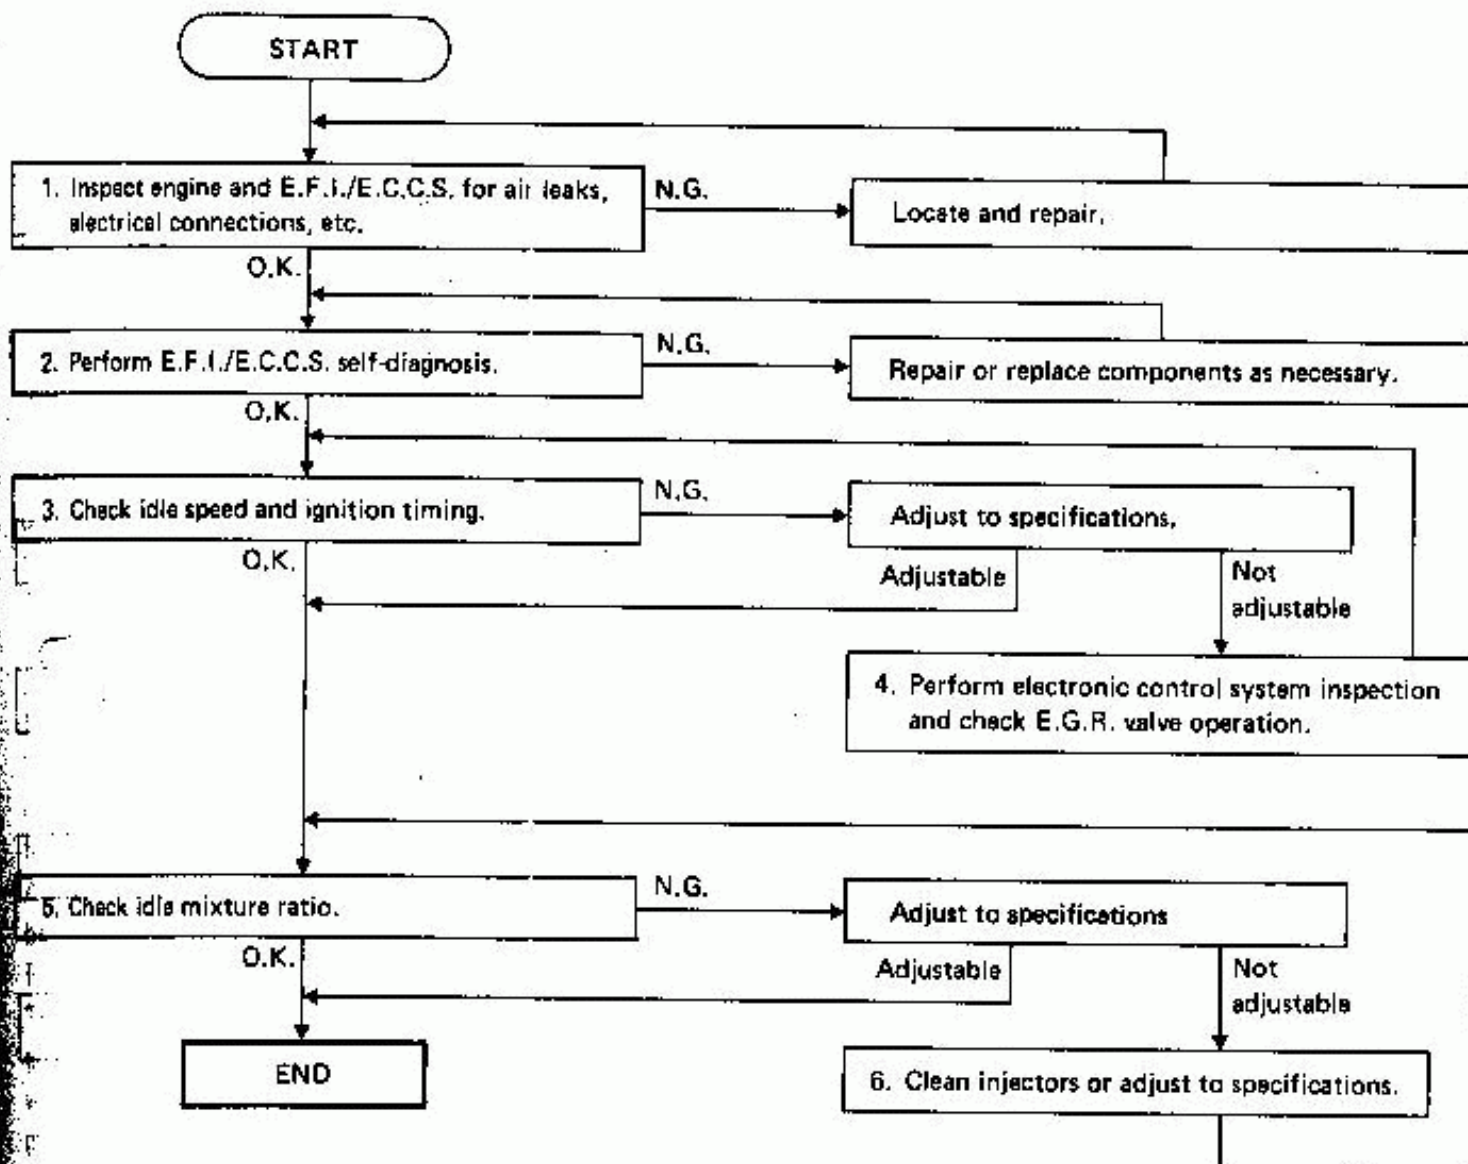 START
1. Inspect engine and E.F.I./E.C.C.S. for air leaks,
electrical connections, etc.
N.G.
Locate and repair.
O.K.
2. Perform E.F.I./E.C.C.S. self-diagnosis.
N.G.
Repair or replace components as necessary.
O.K.
3. Check idle speed and ignition timing.
N.G.
Adjust to specifications.
O.K.
Adjustable
Not
adjustable
4. Perform electronic control system inspection
and check E.G.R. valve operation.
5. Check idle mixture ratio.
N.G.
Adjust to specifications
O.K.
Adjustable
Not
adjustable
END
6. Clean injectors or adjust to specifications.